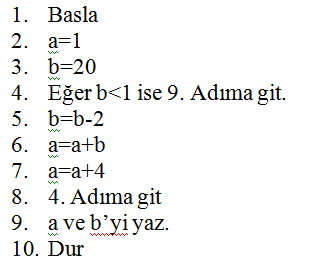 1. Basla
2. a=1
3. b=20
4. Eğer b<1 ise 9. Adıma git.
5. b=b-2
6. a=a+b
7. a=a+4
8. 4. Adıma git
9. a ve b’yi yaz.
10. Dur